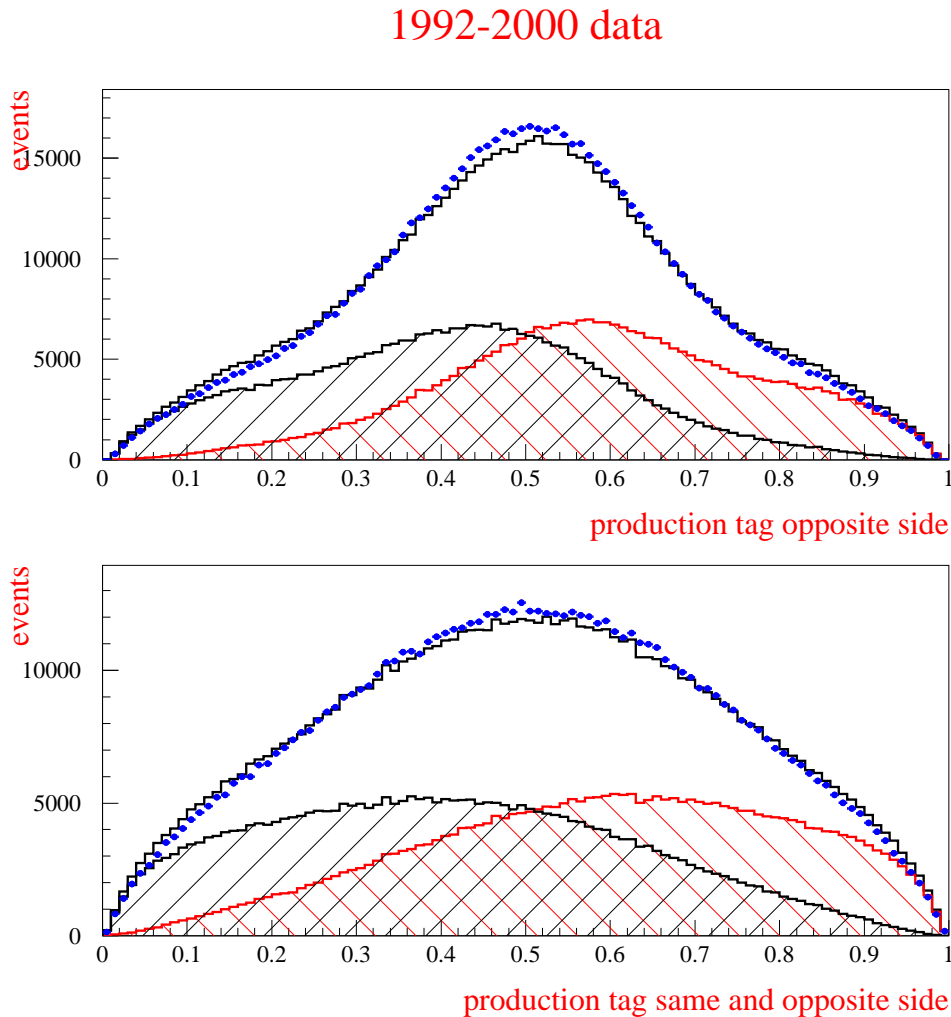 1992-2000 data
events
15000
10000
5000
0
0 0.1 0.2 0.3 0.4 0.5 0.6 0.7 0.8 0.9 1
production tag opposite side
events
10000
5000
0
0 0.1 0.2 0.3 0.4 0.5 0.6 0.7 0.8 0.9 1
production tag same and opposite side